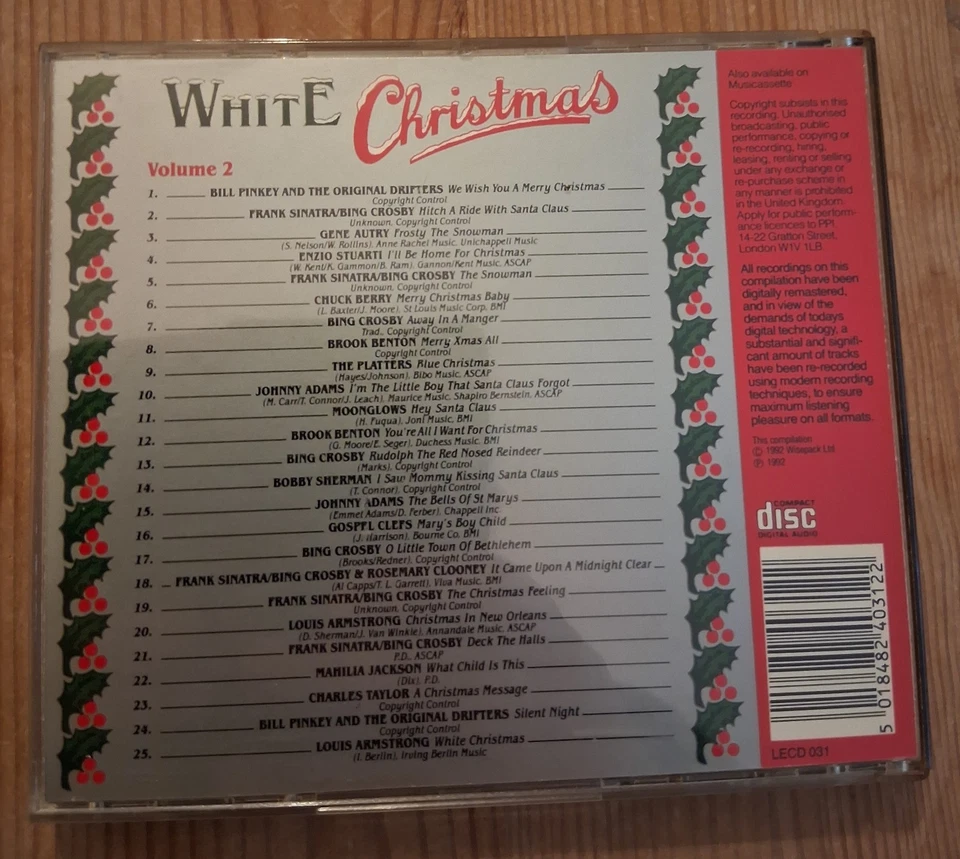 WHITE Christmas
Volume 2
1. BILL PINKEY AND THE ORIGINAL DRIFTERS We Wish You A Merry Christmas
Copyright Control
2. FRANK SINATRA/BING CROSBY Hitch A Ride With Santa Claus
Unknown, Copyright Control
3. GENE AUTRY Frosty The Snowman
(S. Nelson/W. Rollins), Anne Rachel Music, Unichappell Music
4. ENZIO STUARTI I'll Be Home For Christmas
(W. Kent/K. Gammon/B. Ram), Gannon/Kent Music, ASCAP
5. FRANK SINATRA/BING CROSBY The Snowman
Unknown, Copyright Control
6. CHUCK BERRY Merry Christmas Baby
(L. Baxter/J. Moore), St Louis Music Corp, BMI
7. BING CROSBY Away In A Manger
Trad., Copyright Control
8. BROOK BENTON Merry Xmas All
Copyright Control
9. THE PLATTERS Blue Christmas
(Hayes/Johnson), Bibo Music, ASCAP
10. JOHNNY ADAMS I'm The Little Boy That Santa Claus Forgot
(M. Carr/T. Connor/J. Leach), Maurice Music, Shapiro Bernstein, ASCAP
11. MOONGLOWS Hey Santa Claus
(H. Fuqua), Joni Music, BMI
12. BROOK BENTON You're All I Want For Christmas
(G. Moore/E. Seger), Duchess Music, BMI
13. BING CROSBY Rudolph The Red Nosed Reindeer
(Marks), Copyright Control
14. BOBBY SHERMAN I Saw Mommy Kissing Santa Claus
(T. Connor), Copyright Control
15. JOHNNY ADAMS The Bells Of St Marys
(Emmet Adams/D. Ferber), Chappell Inc
16. GOSPEL CLEFS Mary's Boy Child
(J. Harrison), Bourne Co. BMI
17. BING CROSBY O Little Town Of Bethlehem
(Brooks/Redner), Copyright Control
18. FRANK SINATRA/BING CROSBY & ROSEMARY CLOONEY It Came Upon A Midnight Clear
(Al Capps/T. L. Garrett), Viva Music, BMI
19. FRANK SINATRA/BING CROSBY The Christmas Feeling
Unknown, Copyright Control
20. LOUIS ARMSTRONG Christmas In New Orleans
(D. Sherman/J. Van Winkle), Annandale Music, ASCAP
21. FRANK SINATRA/BING CROSBY Deck The Halls
P.D., ASCAP
22. MAHILIA JACKSON What Child Is This
(Dix), P.D.
23. CHARLES TAYLOR A Christmas Message
Copyright Control
24. BILL PINKEY AND THE ORIGINAL DRIFTERS Silent Night
Copyright Control
25. LOUIS ARMSTRONG White Christmas
(I. Berlin), Irving Berlin Music
Also available on
Musicassette
Copyright subsists in this
recording. Unauthorised
broadcasting, public
performance, copying or
re-recording, hiring,
leasing, renting or selling
under any exchange or
re-purchase scheme in
any manner is prohibited
in the United Kingdom.
Apply for public perform-
ance licences to PPL
14-22 Grafton Street,
London W1V 1LB.
All recordings on this
compilation have been
digitally remastered,
and in view of the
demands of todays
digital technology, a
substantial and signifi-
cant amount of tracks
have been re-recorded
using modern recording
techniques, to ensure
maximum listening
pleasure on all formats.
This compilation
© 1992 Wisepack Ltd
℗ 1992
COMPACT
disc
DIGITAL AUDIO
5 018482 403122
LECD 031